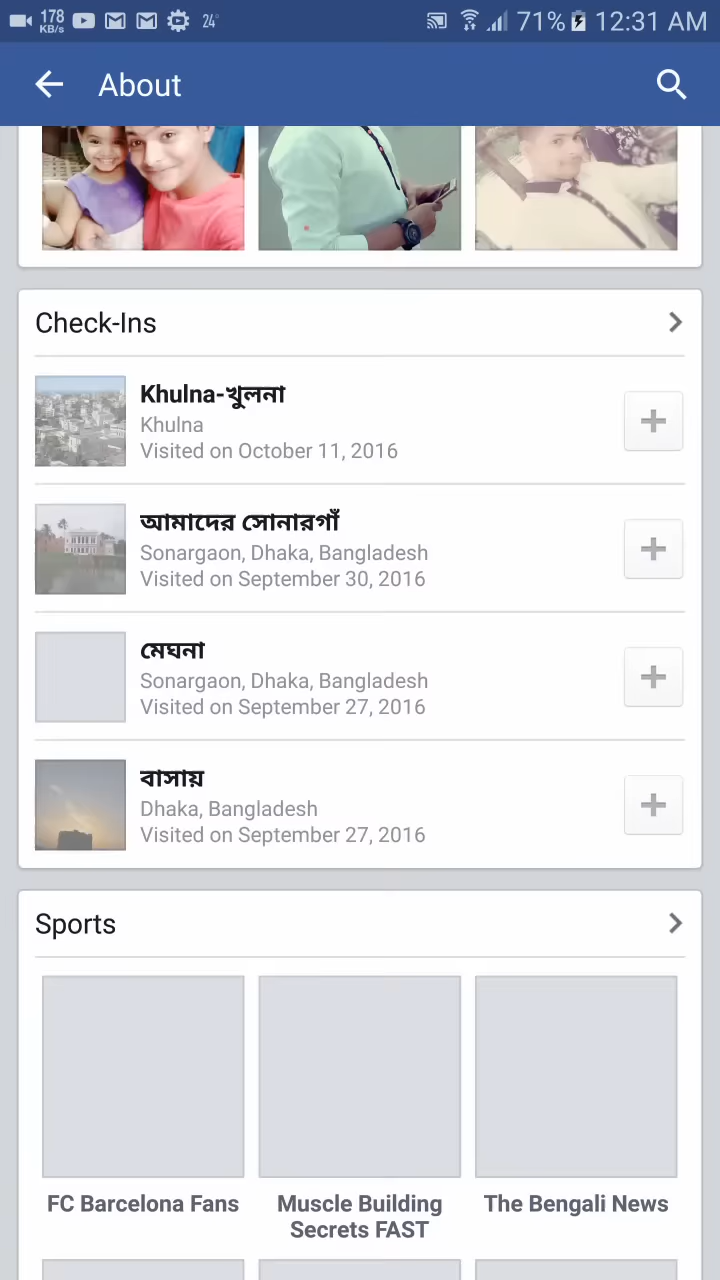 178
KB/s
24°
71%
12:31 AM
About
Check-Ins
Khulna-খুলনা
Khulna
Visited on October 11, 2016
আমাদের সোনারগাঁ
Sonargaon, Dhaka, Bangladesh
Visited on September 30, 2016
মেঘনা
Sonargaon, Dhaka, Bangladesh
Visited on September 27, 2016
বাসায়
Dhaka, Bangladesh
Visited on September 27, 2016
Sports
FC Barcelona Fans
Muscle Building
Secrets FAST
The Bengali News